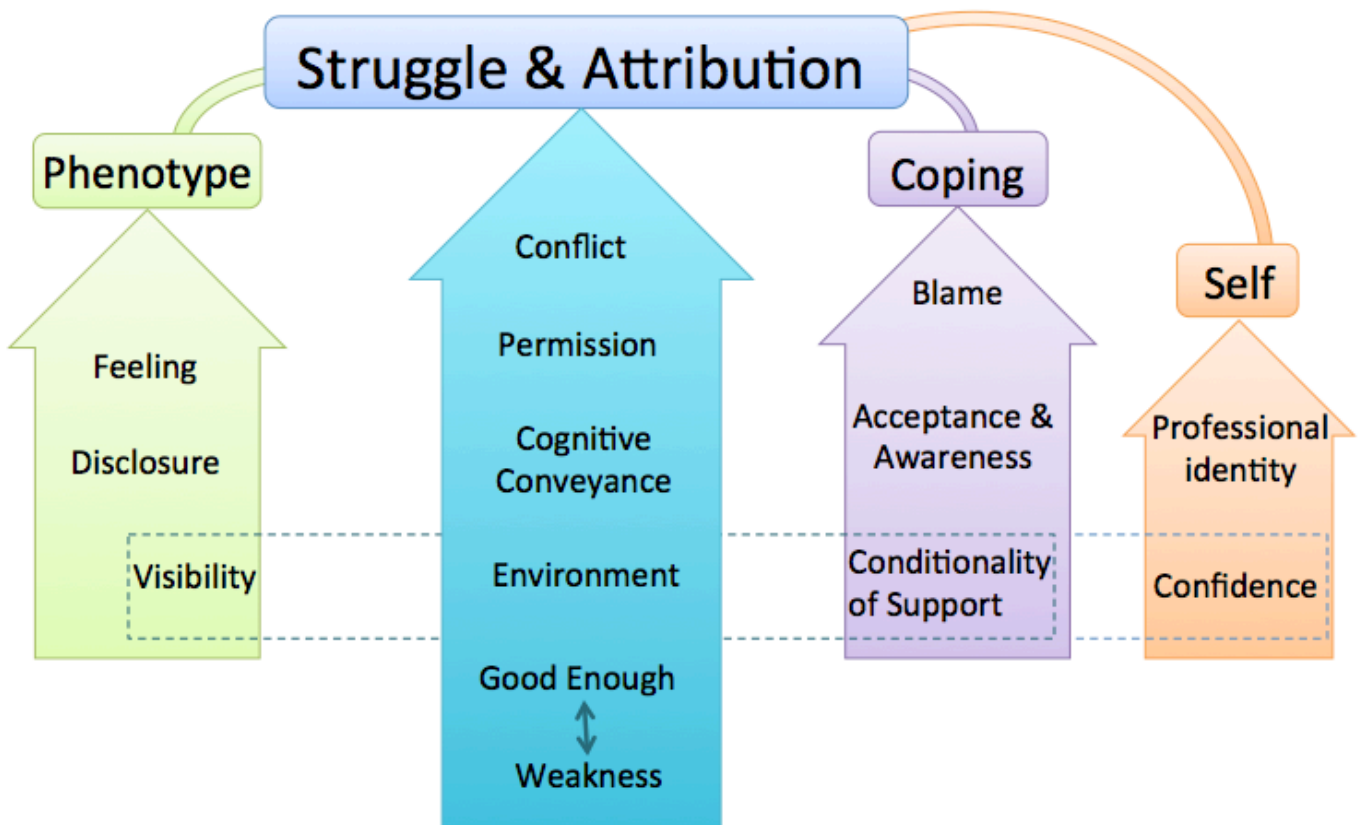 Struggle & Attribution
Phenotype
Feeling
Disclosure
Visibility
Conflict
Permission
Cognitive
Conveyance
Environment
Good Enough
Weakness
Coping
Blame
Acceptance &
Awareness
Conditionality
of Support
Self
Professional
identity
Confidence